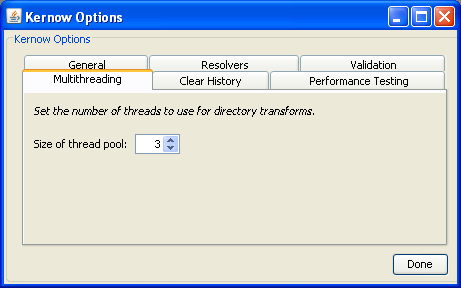 Kernow Options
Kernow Options
General Resolvers Validation
Multithreading Clear History Performance Testing
Set the number of threads to use for directory transforms.
Size of thread pool: 3
Done